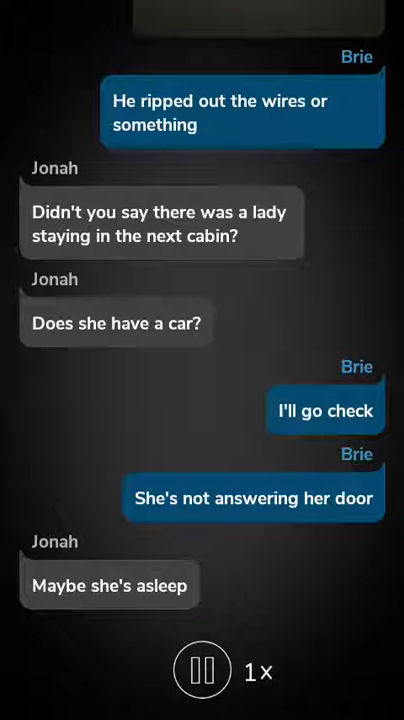 Brie
He ripped out the wires or
something
Jonah
Didn't you say there was a lady
staying in the next cabin?
Jonah
Does she have a car?
Brie
I'll go check
Brie
She's not answering her door
Jonah
Maybe she's asleep
1×